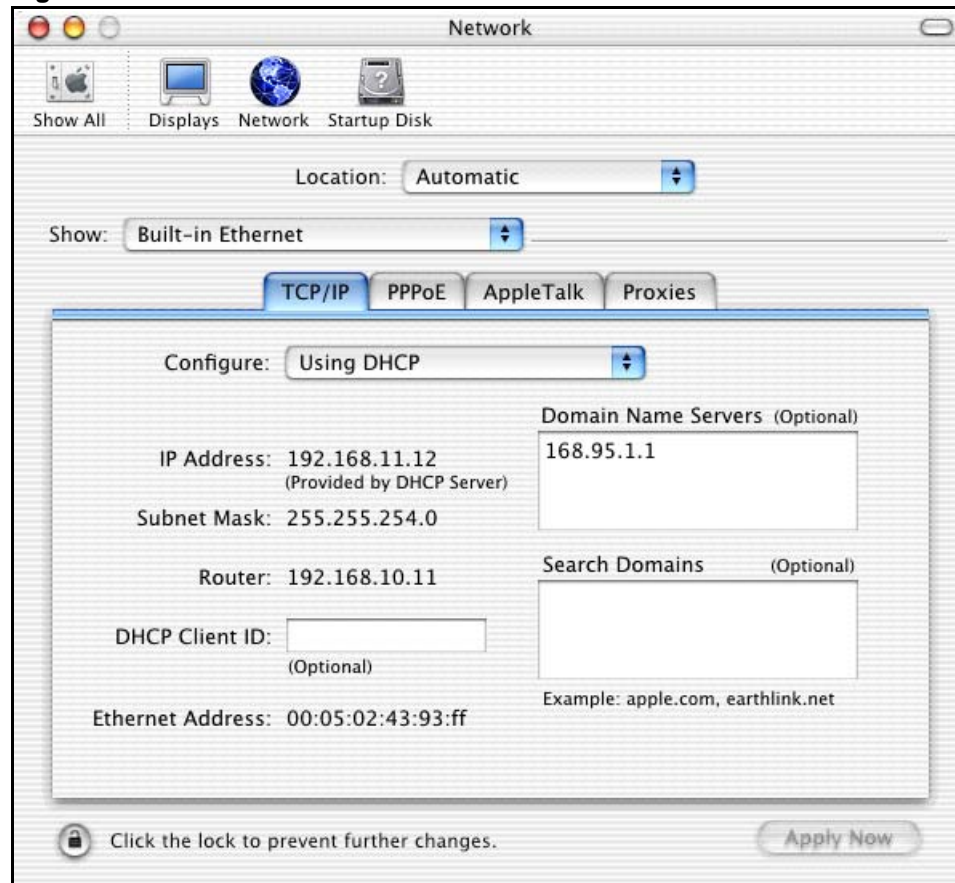 Network
Show All
Displays
Network
Startup Disk
Location: Automatic
Show: Built-in Ethernet
TCP/IP
PPPoE
AppleTalk
Proxies
Configure: Using DHCP
Domain Name Servers (Optional)
168.95.1.1
IP Address: 192.168.11.12
(Provided by DHCP Server)
Subnet Mask: 255.255.254.0
Router: 192.168.10.11
Search Domains (Optional)
DHCP Client ID:
(Optional)
Example: apple.com, earthlink.net
Ethernet Address: 00:05:02:43:93:ff
Click the lock to prevent further changes.
Apply Now